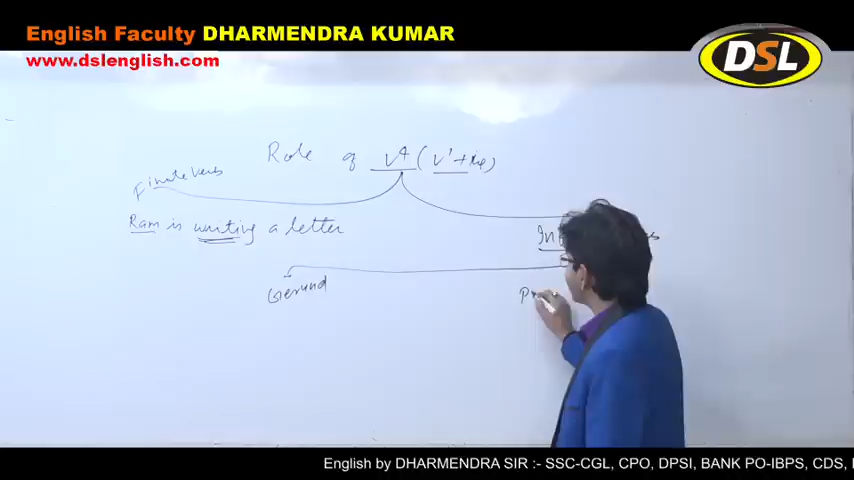 English Faculty DHARMENDRA KUMAR
www.dslenglish.com
DSL
Role of V4 (V1+ing)
Finite Verbs
Ram is writing a letter
Gerund
English by DHARMENDRA SIR :- SSC-CGL, CPO, DPSI, BANK PO-IBPS, CDS,